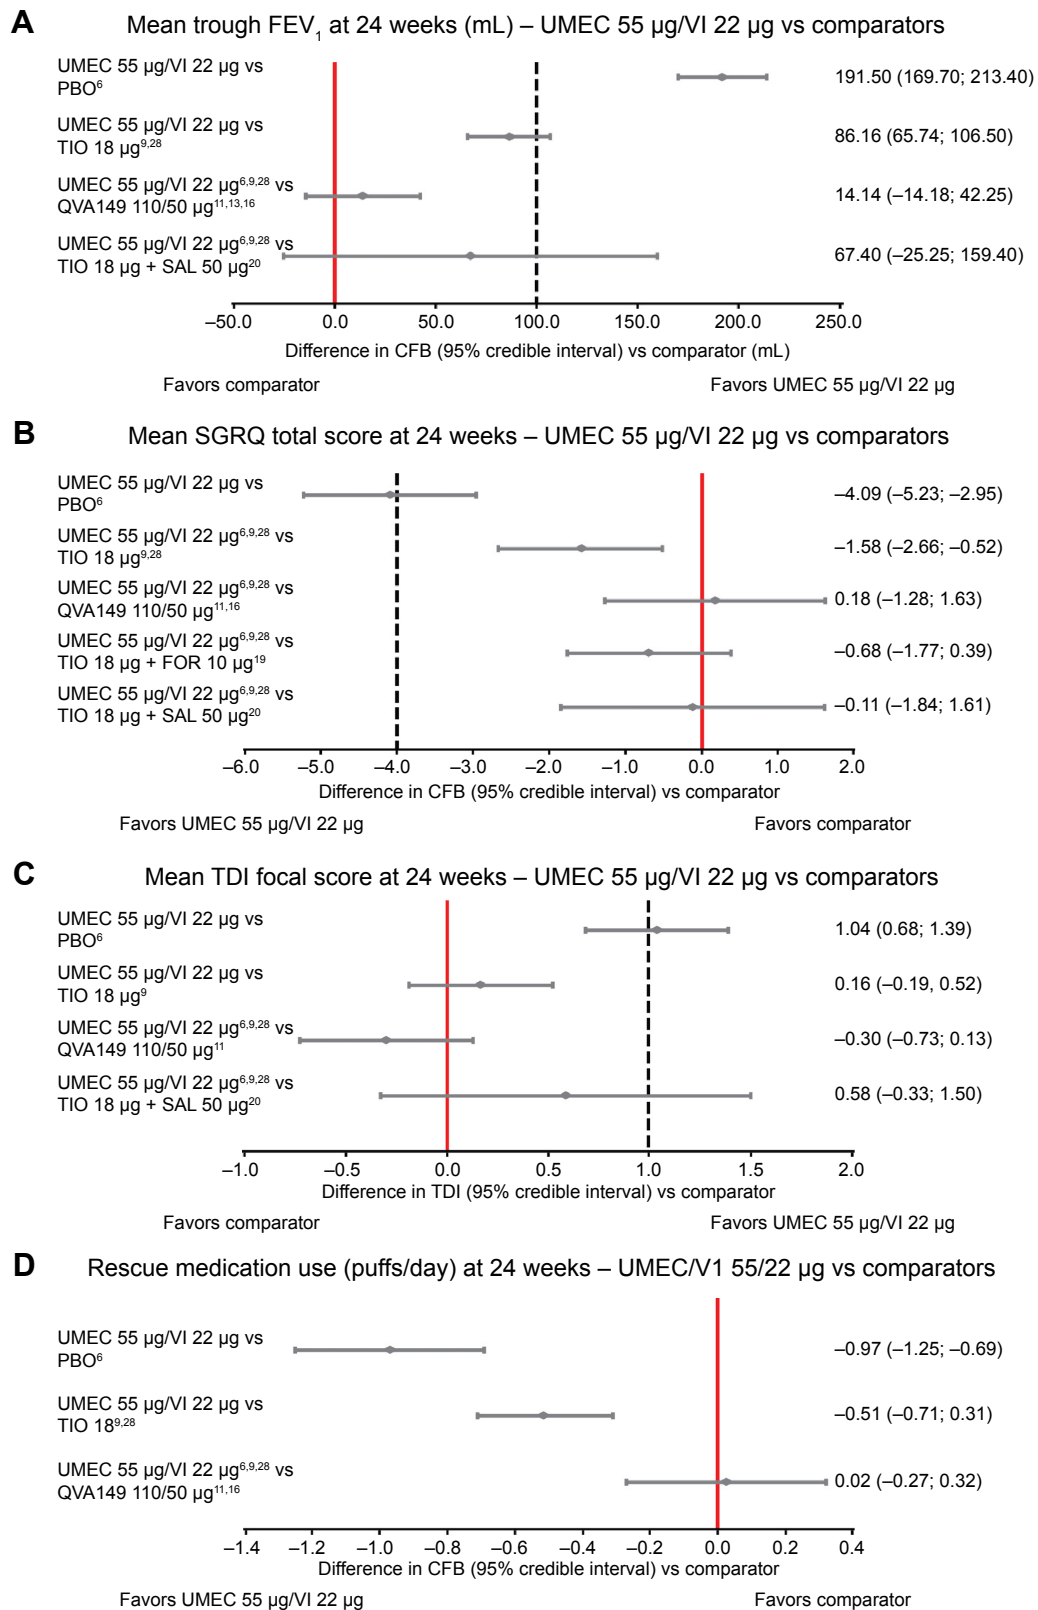 A Mean trough FEV₁ at 24 weeks (mL) – UMEC 55 µg/VI 22 µg vs comparators
UMEC 55 µg/VI 22 µg vs
PBO⁶
191.50 (169.70; 213.40)
UMEC 55 µg/VI 22 µg vs
TIO 18 µg⁹,²⁸
86.16 (65.74; 106.50)
UMEC 55 µg/VI 22 µg⁶,⁹,²⁸ vs
QVA149 110/50 µg¹¹,¹³,¹⁶
14.14 (–14.18; 42.25)
UMEC 55 µg/VI 22 µg⁶,⁹,²⁸ vs
TIO 18 µg + SAL 50 µg²⁰
67.40 (–25.25; 159.40)
–50.0 0.0 50.0 100.0 150.0 200.0 250.0
Difference in CFB (95% credible interval) vs comparator (mL)
Favors comparator Favors UMEC 55 µg/VI 22 µg
B Mean SGRQ total score at 24 weeks – UMEC 55 µg/VI 22 µg vs comparators
UMEC 55 µg/VI 22 µg vs
PBO⁶
–4.09 (–5.23; –2.95)
UMEC 55 µg/VI 22 µg⁶,⁹,²⁸ vs
TIO 18 µg⁹,²⁸
–1.58 (–2.66; –0.52)
UMEC 55 µg/VI 22 µg⁶,⁹,²⁸ vs
QVA149 110/50 µg¹¹,¹⁶
0.18 (–1.28; 1.63)
UMEC 55 µg/VI 22 µg⁶,⁹,²⁸ vs
TIO 18 µg + FOR 10 µg¹⁹
–0.68 (–1.77; 0.39)
UMEC 55 µg/VI 22 µg⁶,⁹,²⁸ vs
TIO 18 µg + SAL 50 µg²⁰
–0.11 (–1.84; 1.61)
–6.0 –5.0 –4.0 –3.0 –2.0 –1.0 0.0 1.0 2.0
Difference in CFB (95% credible interval) vs comparator
Favors UMEC 55 µg/VI 22 µg Favors comparator
C Mean TDI focal score at 24 weeks – UMEC 55 µg/VI 22 µg vs comparators
UMEC 55 µg/VI 22 µg vs
PBO⁶
1.04 (0.68; 1.39)
UMEC 55 µg/VI 22 µg vs
TIO 18 µg⁹
0.16 (–0.19, 0.52)
UMEC 55 µg/VI 22 µg⁶,⁹,²⁸ vs
QVA149 110/50 µg¹¹
–0.30 (–0.73; 0.13)
UMEC 55 µg/VI 22 µg⁶,⁹,²⁸ vs
TIO 18 µg + SAL 50 µg²⁰
0.58 (–0.33; 1.50)
–1.0 –0.5 0.0 0.5 1.0 1.5 2.0
Difference in TDI (95% credible interval) vs comparator
Favors comparator Favors UMEC 55 µg/VI 22 µg
D Rescue medication use (puffs/day) at 24 weeks – UMEC/V1 55/22 µg vs comparators
UMEC 55 µg/VI 22 µg vs
PBO⁶
–0.97 (–1.25; –0.69)
UMEC 55 µg/VI 22 µg vs
TIO 18⁹,²⁸
–0.51 (–0.71; 0.31)
UMEC 55 µg/VI 22 µg⁶,⁹,²⁸ vs
QVA149 110/50 µg¹¹,¹⁶
0.02 (–0.27; 0.32)
–1.4 –1.2 –1.0 –0.8 –0.6 –0.4 –0.2 0.0 0.2 0.4
Difference in CFB (95% credible interval) vs comparator
Favors UMEC 55 µg/VI 22 µg Favors comparator